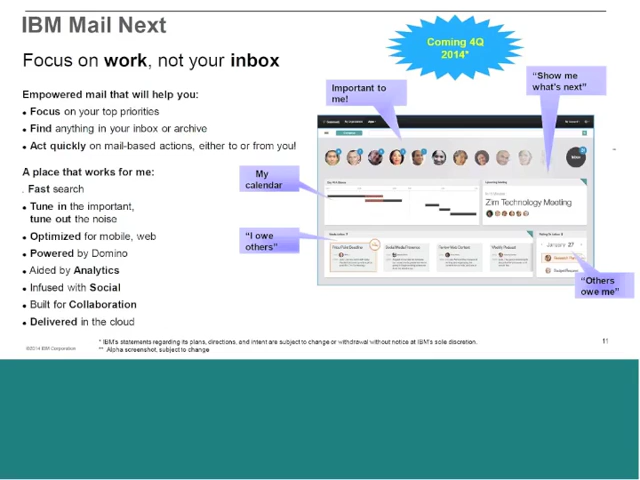 IBM Mail Next
Coming 4Q
2014*
Focus on work, not your inbox
"Show me
what's next"
Important to
me!
Empowered mail that will help you:
• Focus on your top priorities
• Find anything in your inbox or archive
• Act quickly on mail-based actions, either to or from you!
A place that works for me:
. Fast search
• Tune in the important,
tune out the noise
• Optimized for mobile, web
• Powered by Domino
• Aided by Analytics
• Infused with Social
• Built for Collaboration
• Delivered in the cloud
My
calendar
"I owe
others"
Zim Technology Meeting
January 27
"Others
owe me"
* IBM's statements regarding its plans, directions, and intent are subject to change or withdrawal without notice at IBM's sole discretion.
** Alpha screenshot, subject to change
©2014 IBM Corporation
11